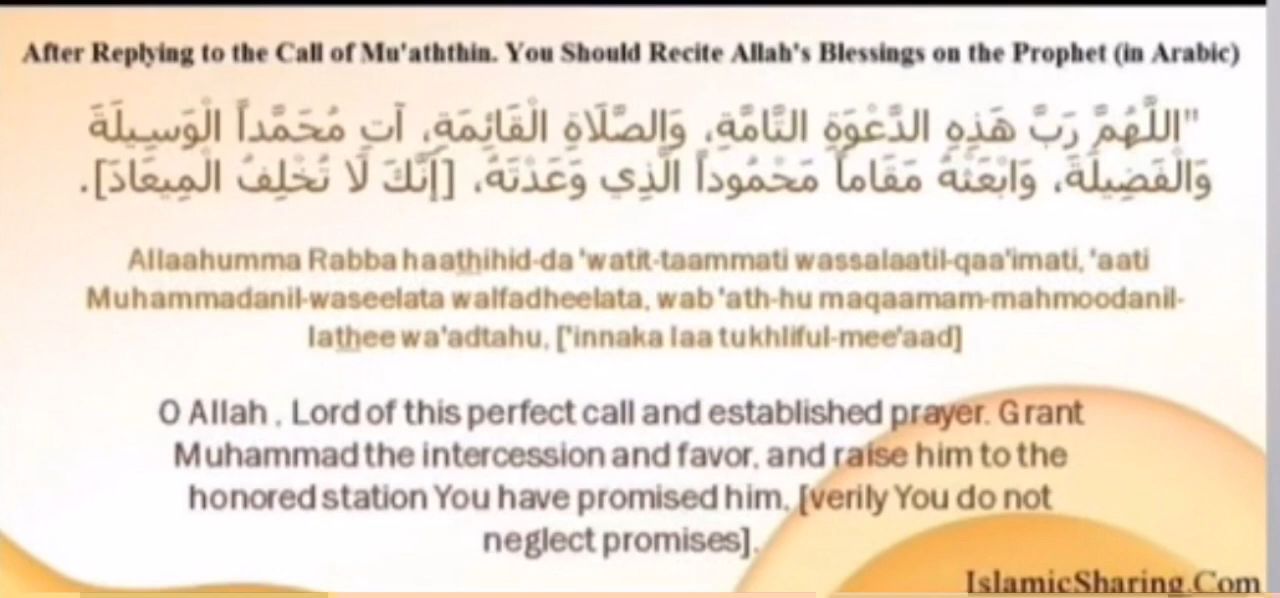 After Replying to the Call of Mu'aththin. You Should Recite Allah's Blessings on the Prophet (in Arabic)
"اللَّهُمَّ رَبَّ هَذِهِ الدَّعْوَةِ التَّامَّةِ، وَالصَّلَاةِ الْقَائِمَةِ، آتِ مُحَمَّداً الْوَسِيلَةَ
وَالْفَضِيلَةَ، وَابْعَثْهُ مَقَاماً مَحْمُوداً الَّذِي وَعَدْتَهُ، [إِنَّكَ لَا تُخْلِفُ الْمِيعَادَ].
Allaahumma Rabba haathihid-da 'watit-taammati wassalaatil-qaa'imati, 'aati
Muhammadanil-waseelata walfadheelata, wab 'ath-hu maqaamam-mahmoodanil-
lathee wa'adtahu, ['innaka laa tukhliful-mee'aad]
O Allah , Lord of this perfect call and established prayer. Grant
Muhammad the intercession and favor, and raise him to the
honored station You have promised him, [verily You do not
neglect promises].
IslamicSharing.Com